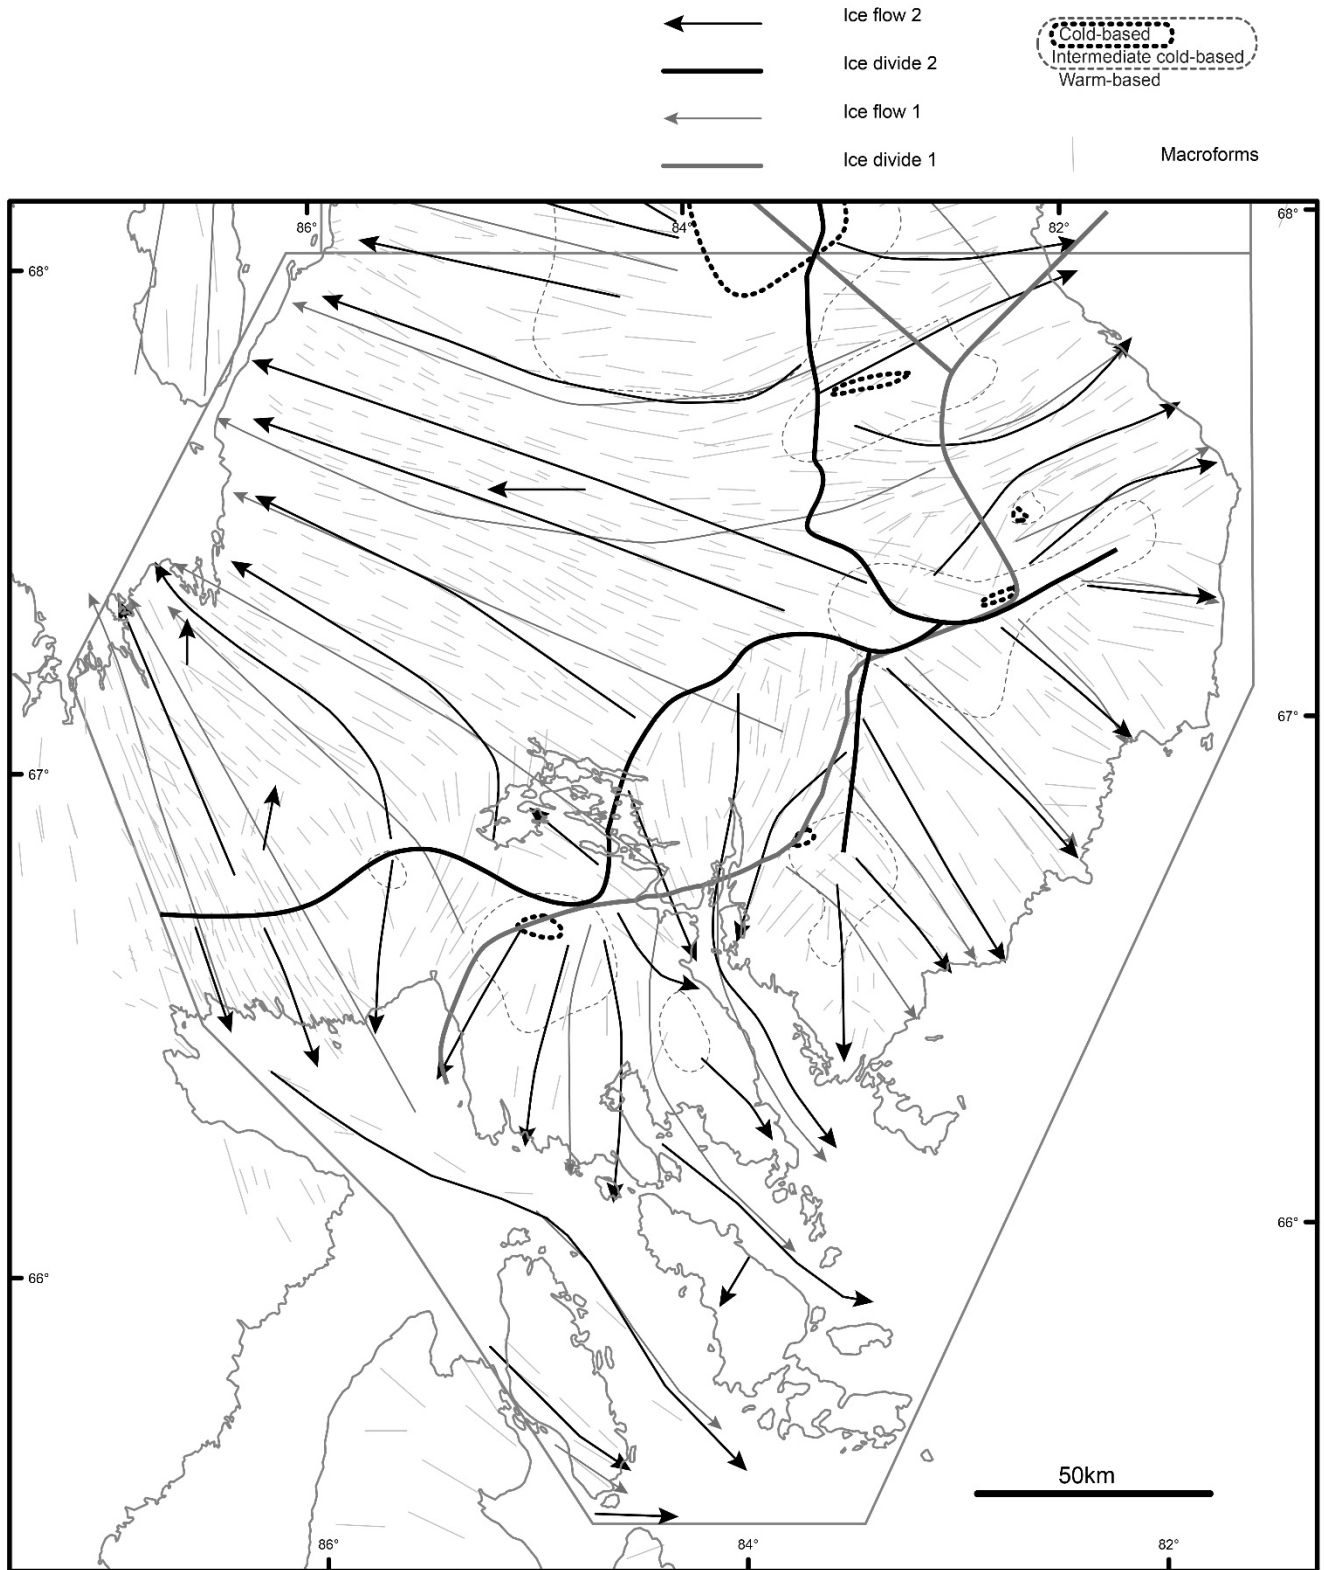 Ice flow 2
Ice divide 2
Ice flow 1
Ice divide 1
Cold-based
Intermediate cold-based
Warm-based
Macroforms
86°
84°
82°
68°
68°
67°
67°
66°
66°
50km
86°
84°
82°